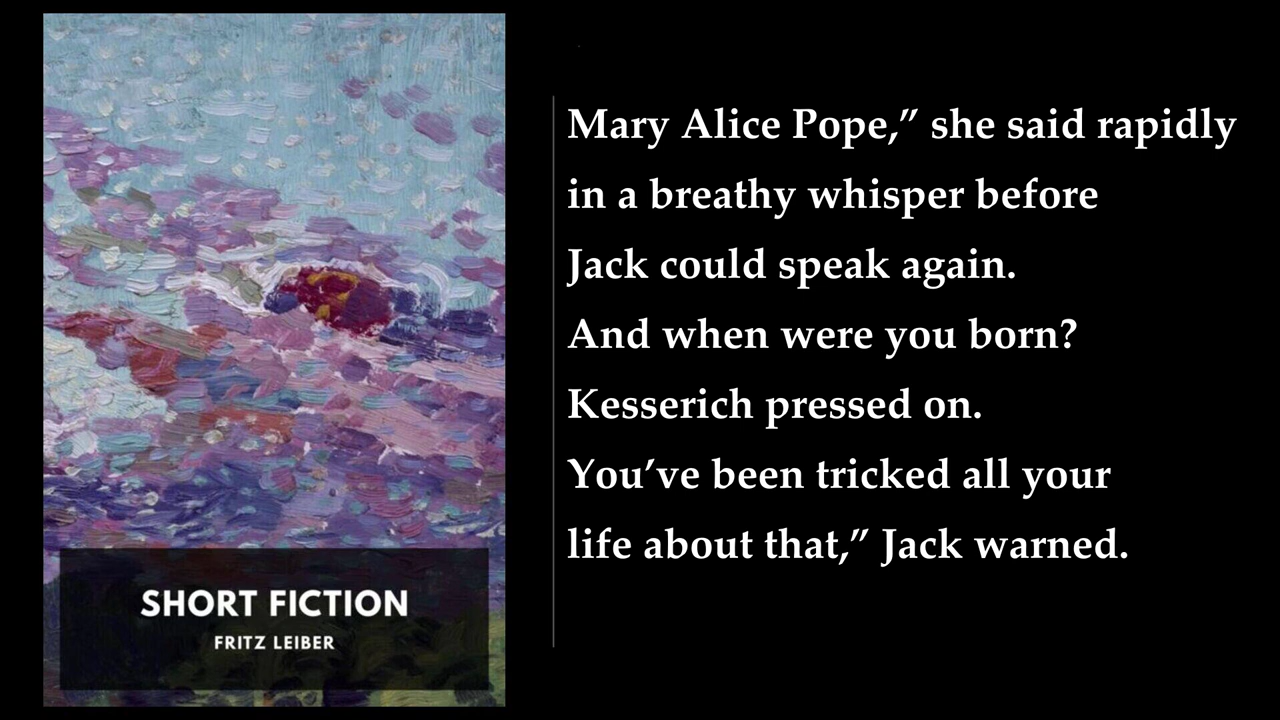 SHORT FICTION
FRITZ LEIBER
Mary Alice Pope,” she said rapidly
in a breathy whisper before
Jack could speak again.
And when were you born?
Kesserich pressed on.
You’ve been tricked all your
life about that,” Jack warned.